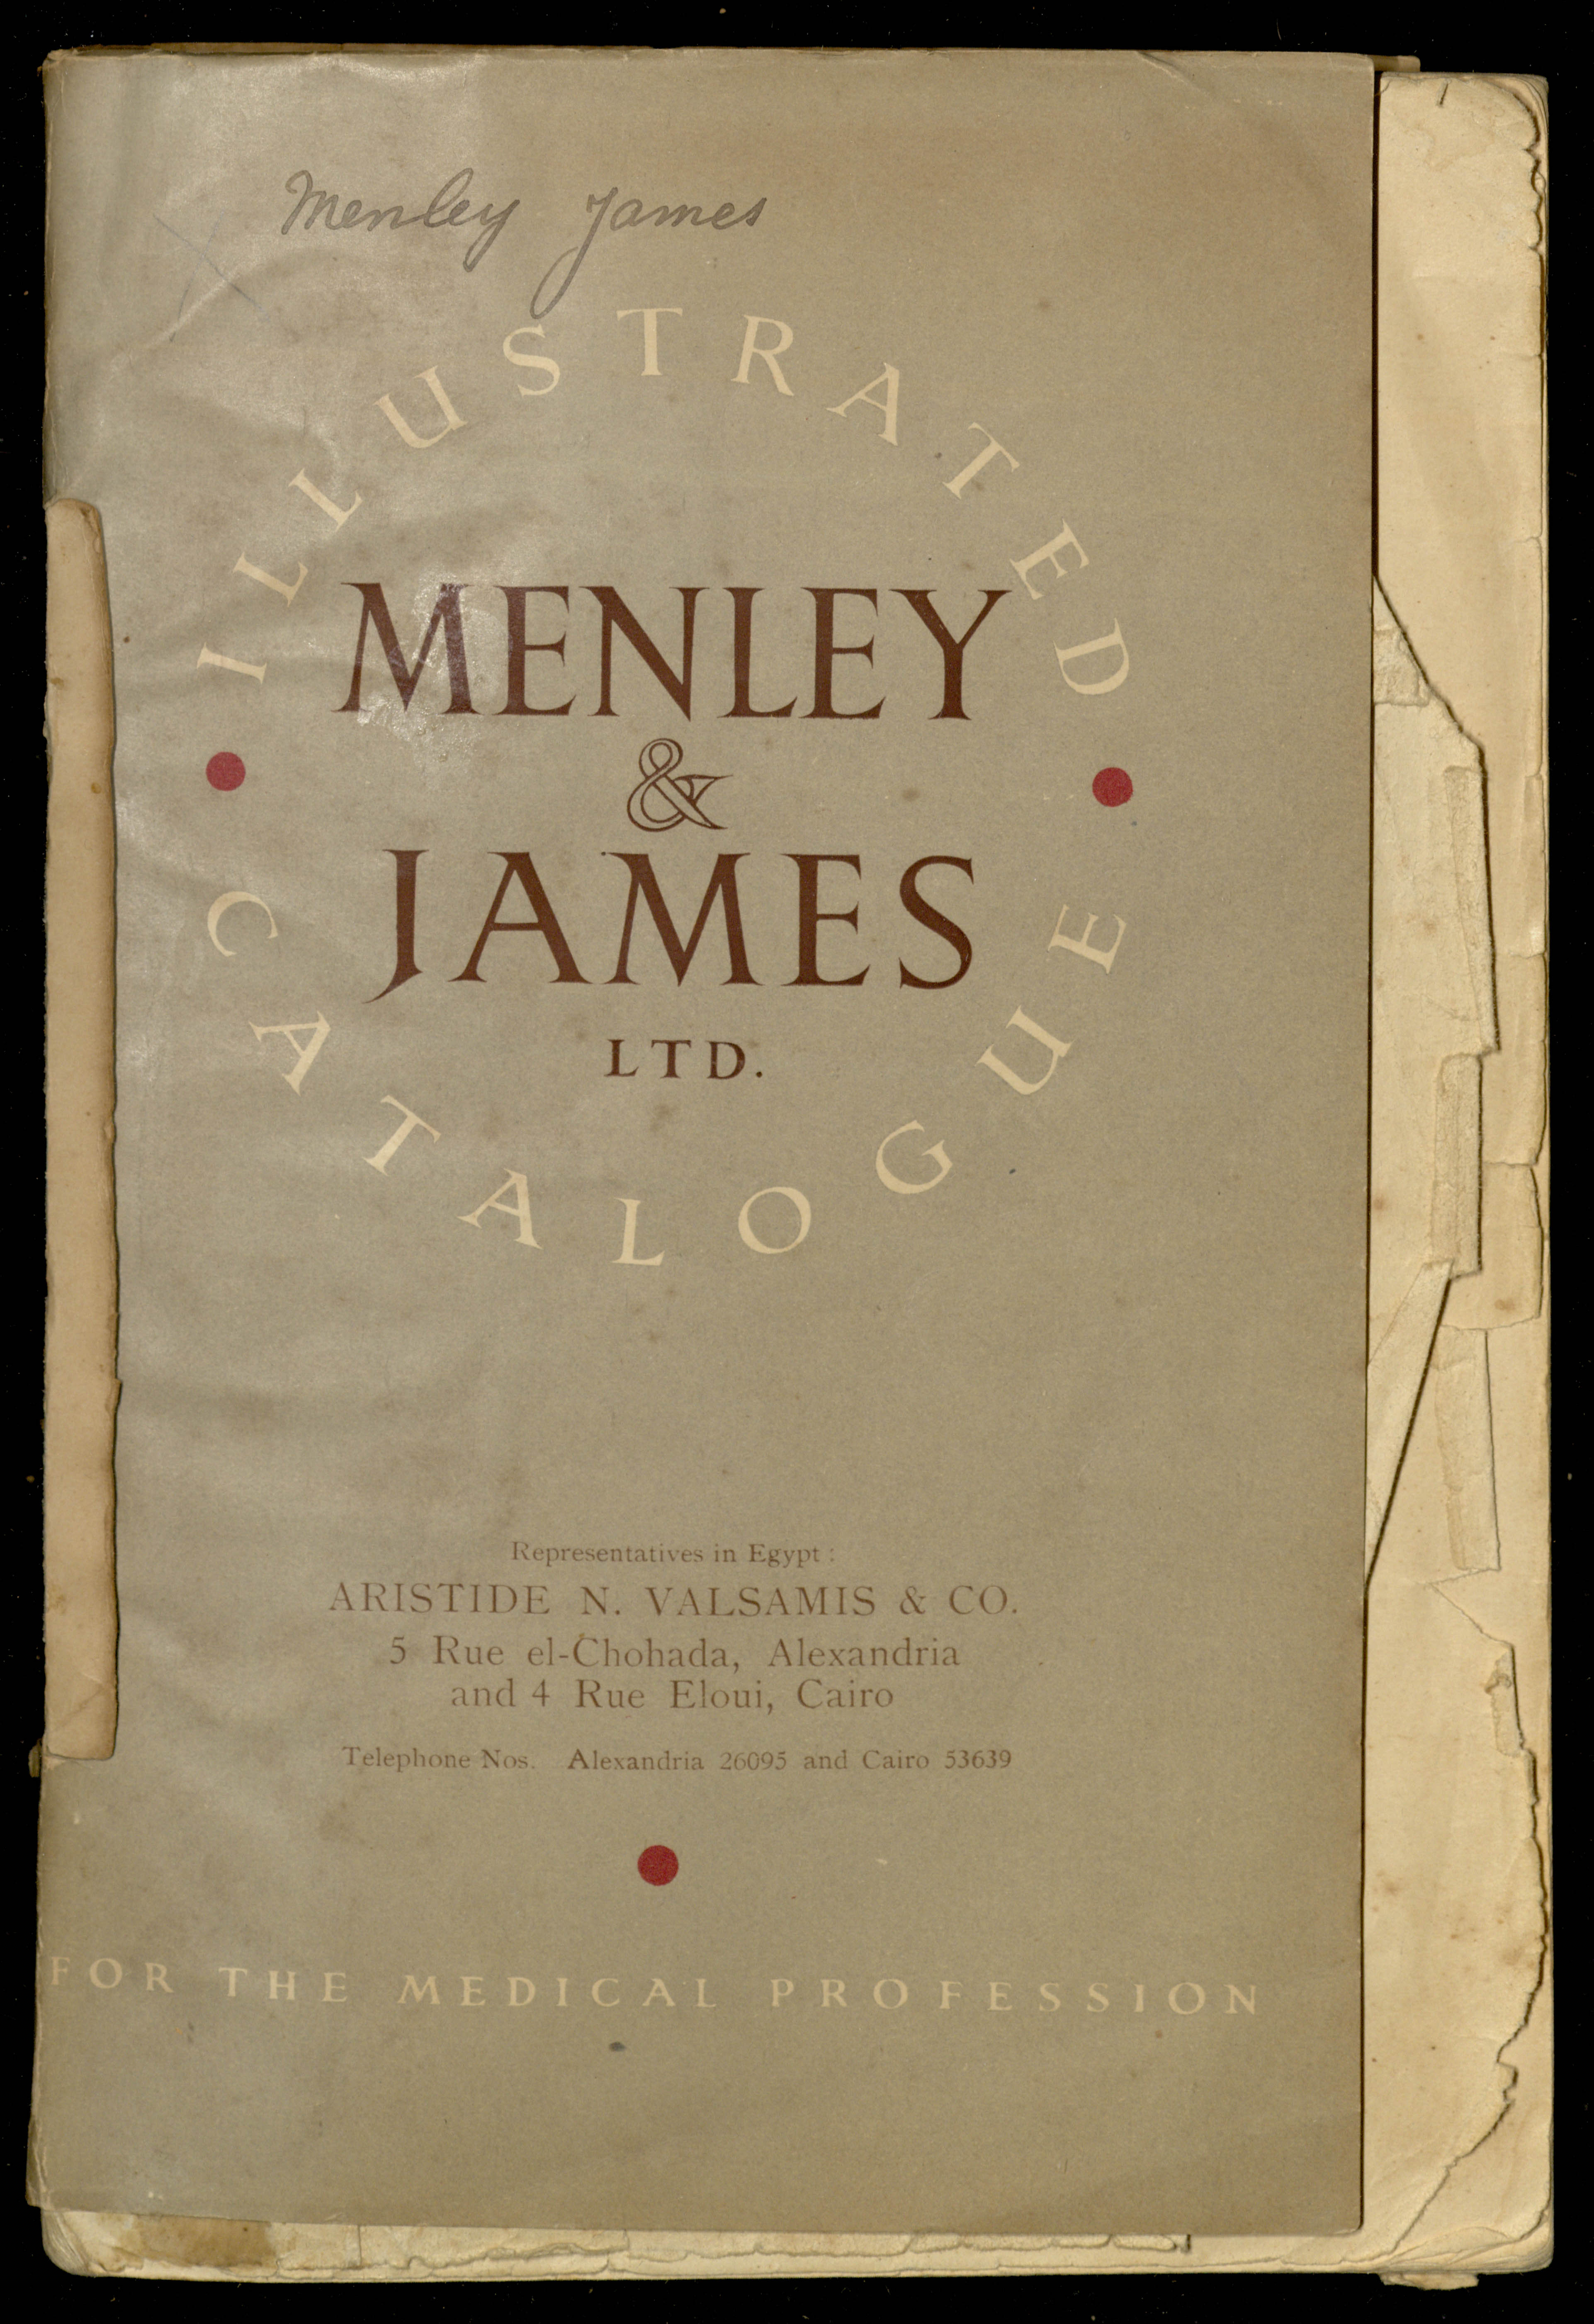 Menley James
ILLUSTRATED
MENLEY
&
JAMES
LTD.
CATALOGUE
Representatives in Egypt :
ARISTIDE N. VALSAMIS & CO.
5 Rue el-Chohada, Alexandria
and 4 Rue Eloui, Cairo
Telephone Nos. Alexandria 26095 and Cairo 53639
FOR THE MEDICAL PROFESSION